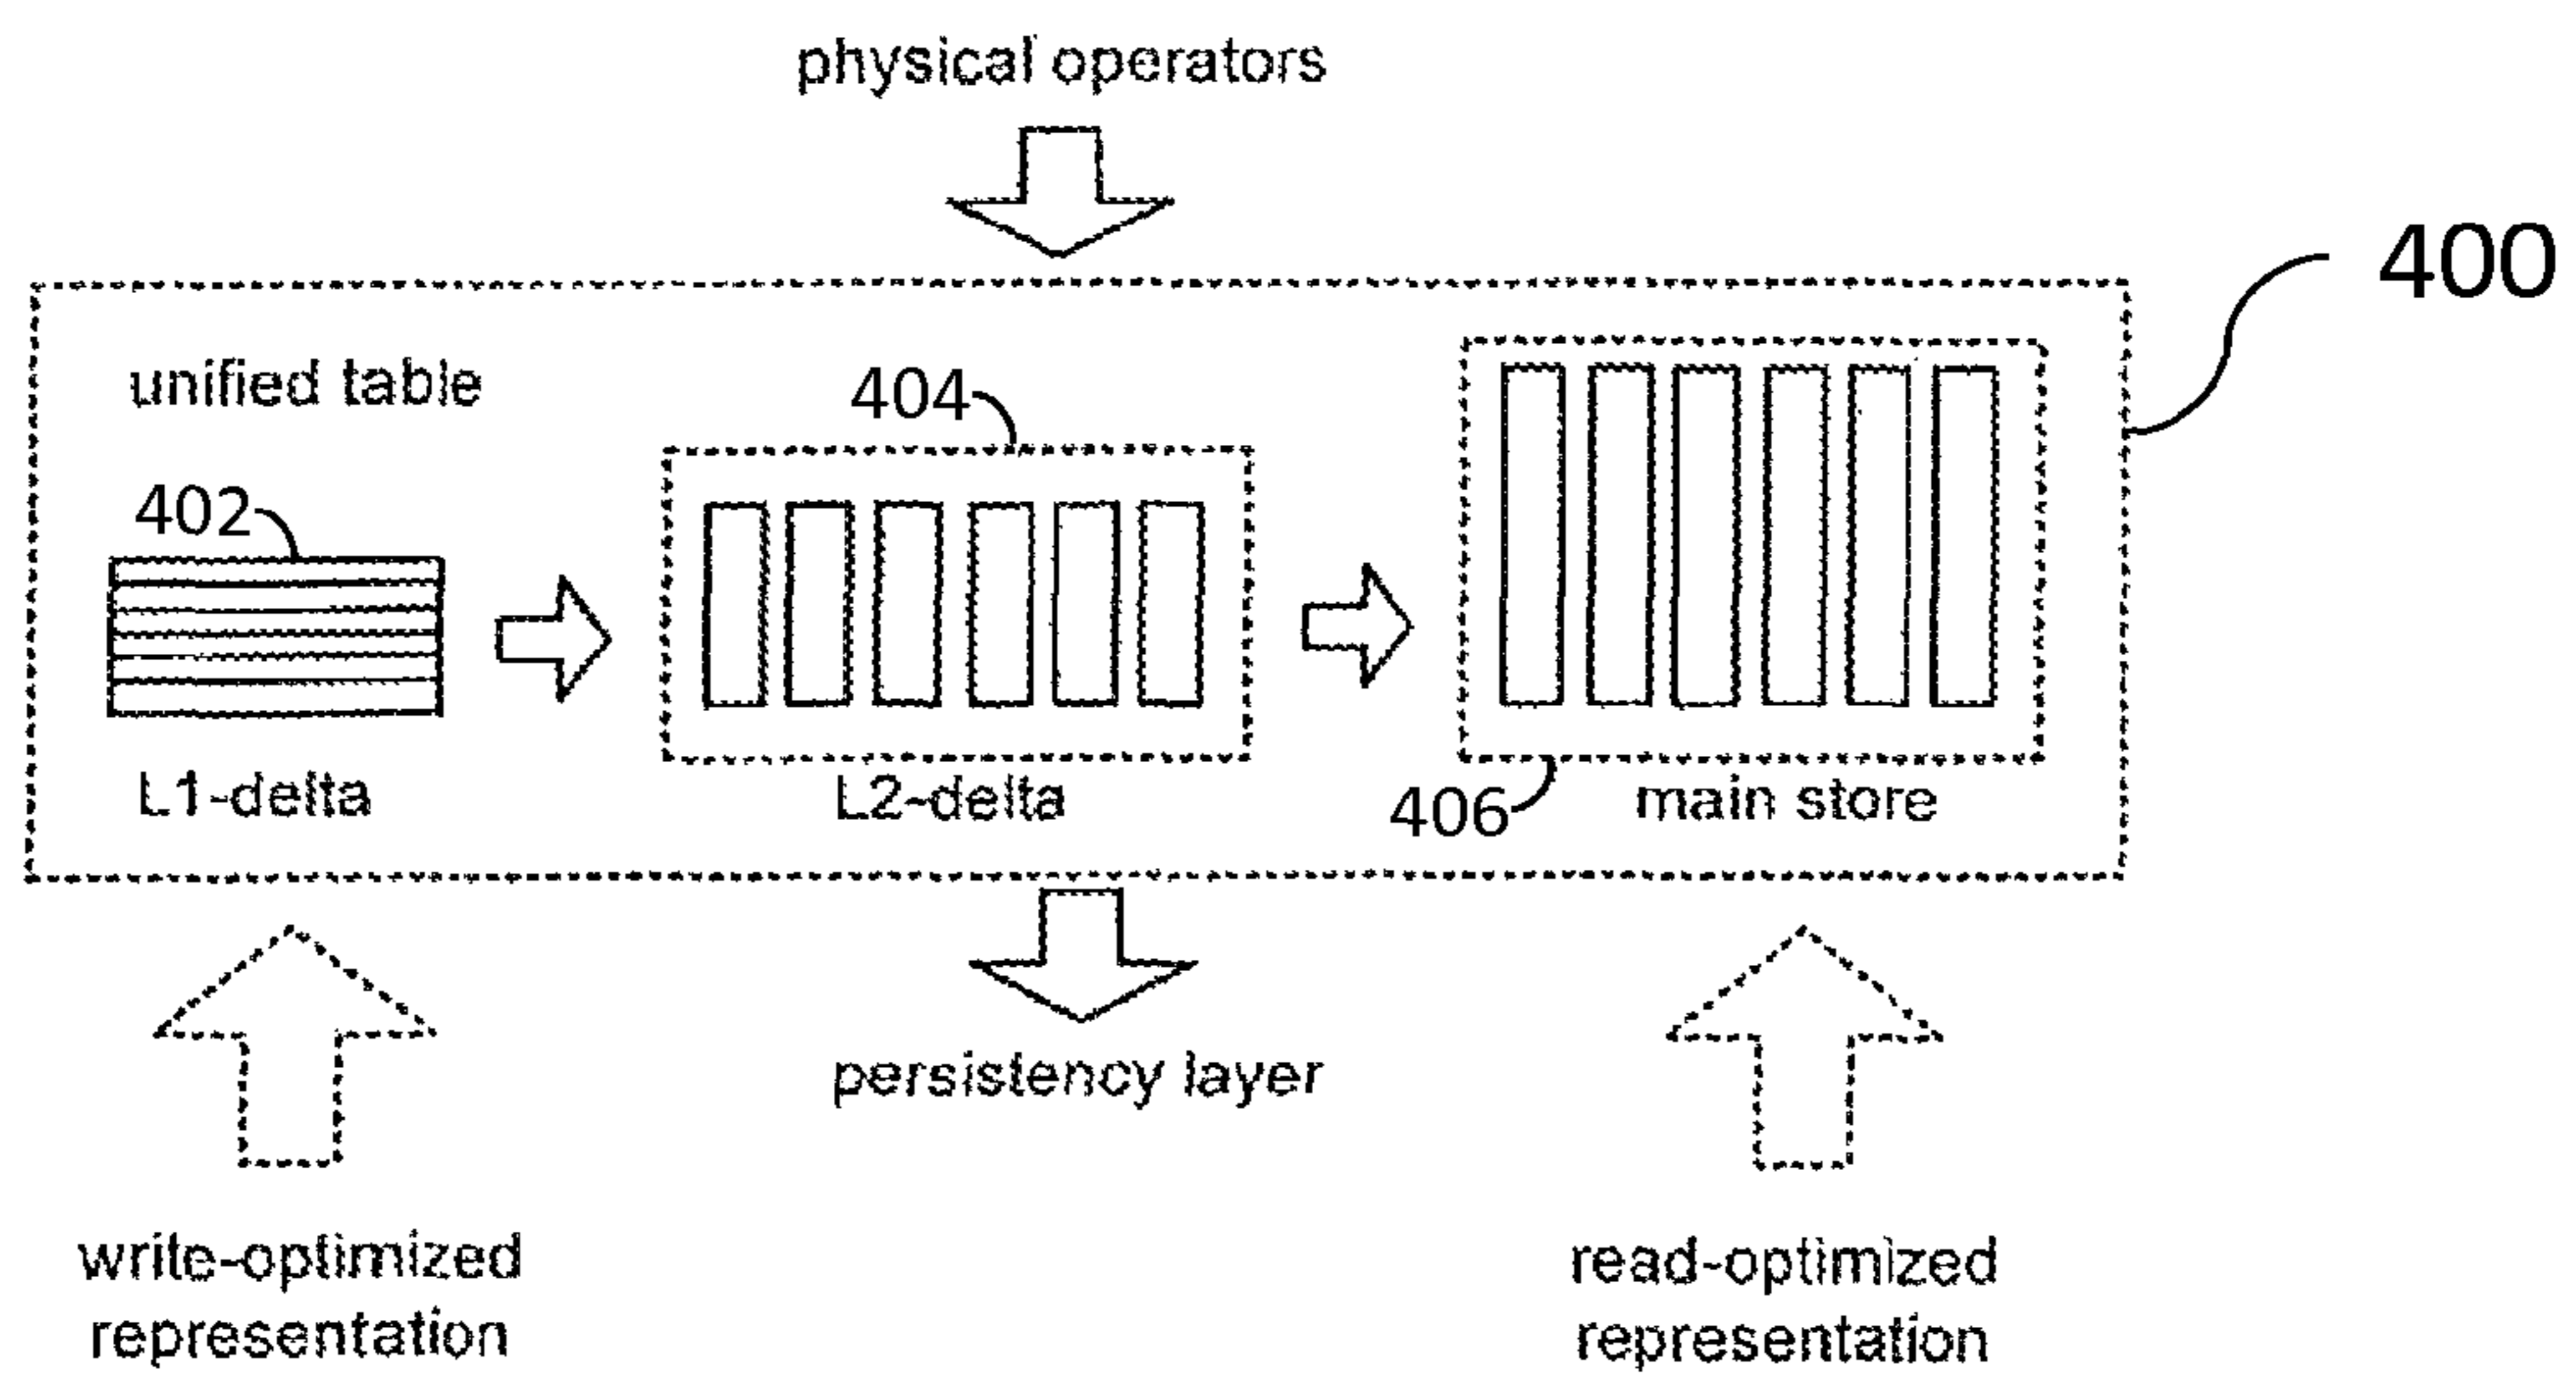 physical operators
400
unified table
404
402
L1-delta
L2-delta
406
main store
persistency layer
write-optimized
representation
read-optimized
representation